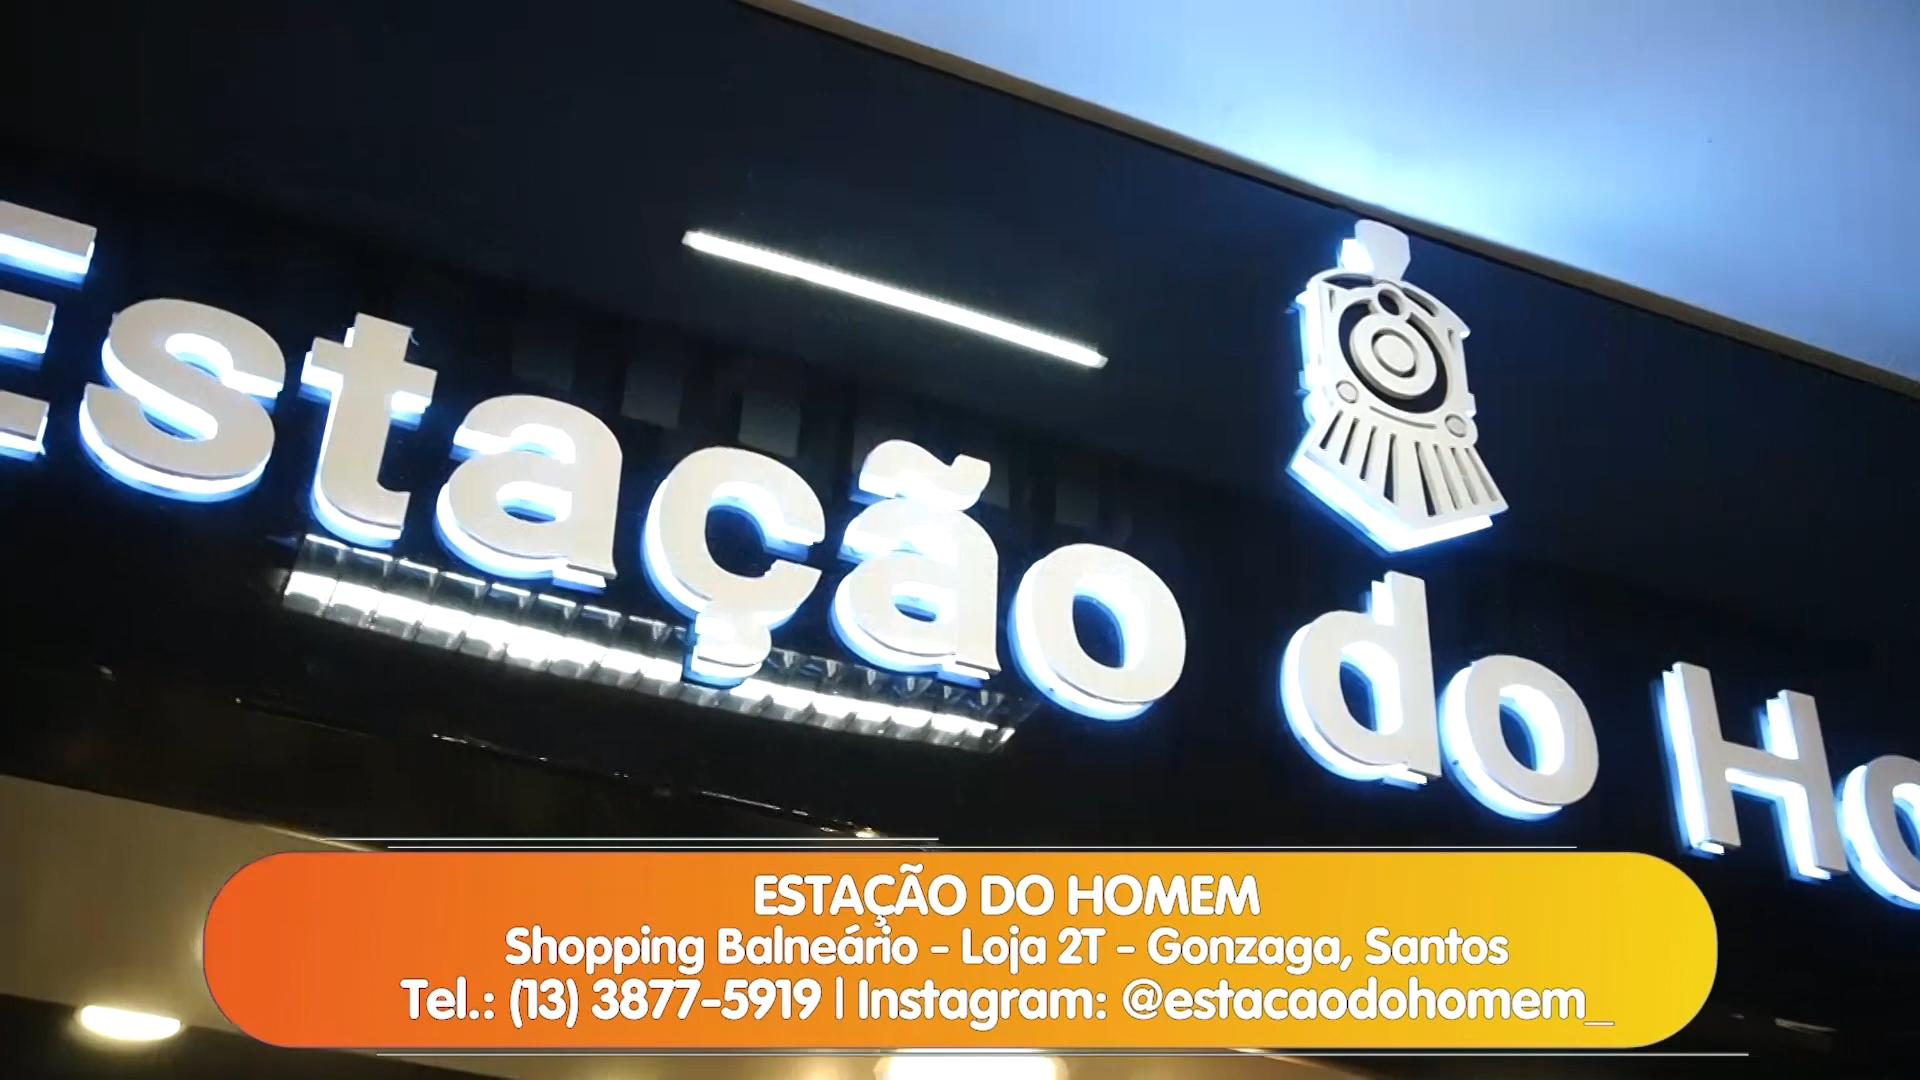 Estação do Ho
ESTAÇÃO DO HOMEM
Shopping Balneário - Loja 2T - Gonzaga, Santos
Tel.: (13) 3877-5919 | Instagram: @estacaodohomem_